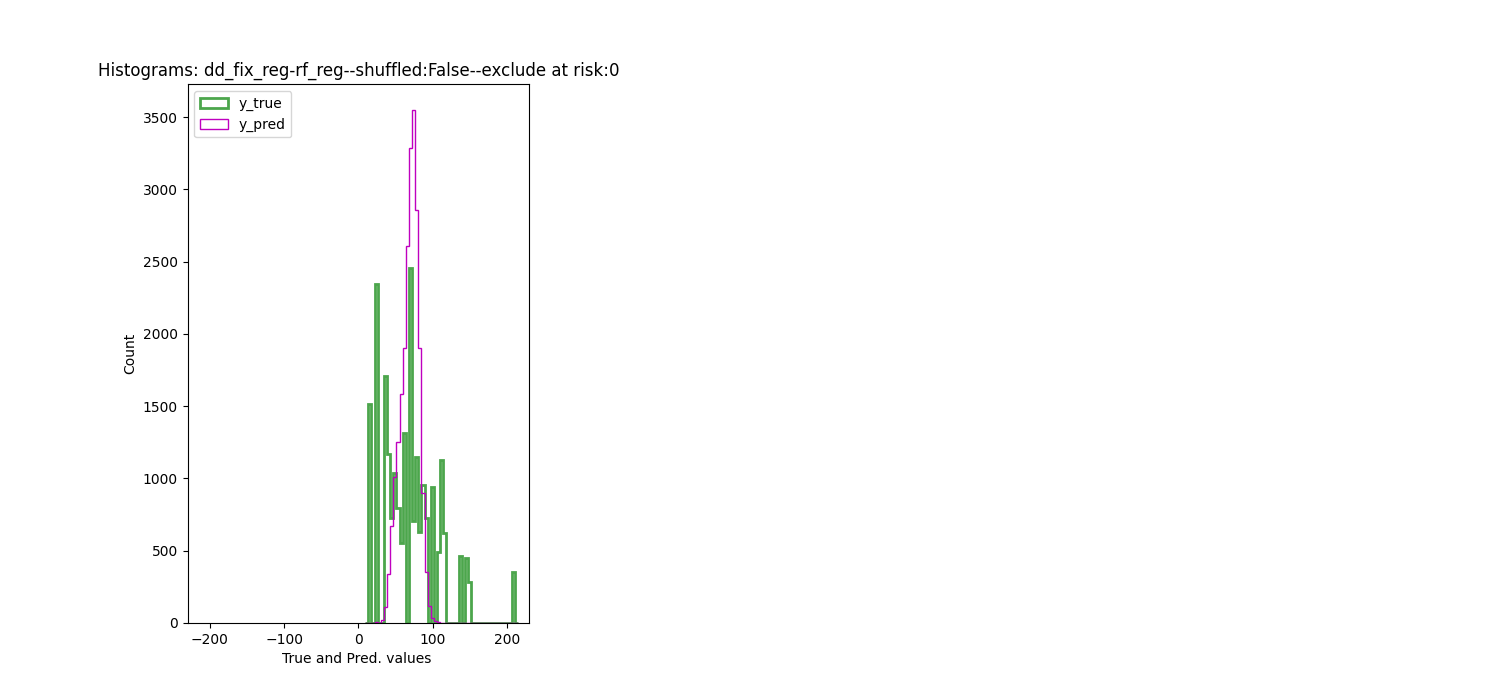 Histograms: dd_fix_reg-rf_reg--shuffled:False--exclude at risk:0
y_true
y_pred
3500
3000
2500
2000
1500
1000
500
0
Count
−200
−100
0
100
200
True and Pred. values